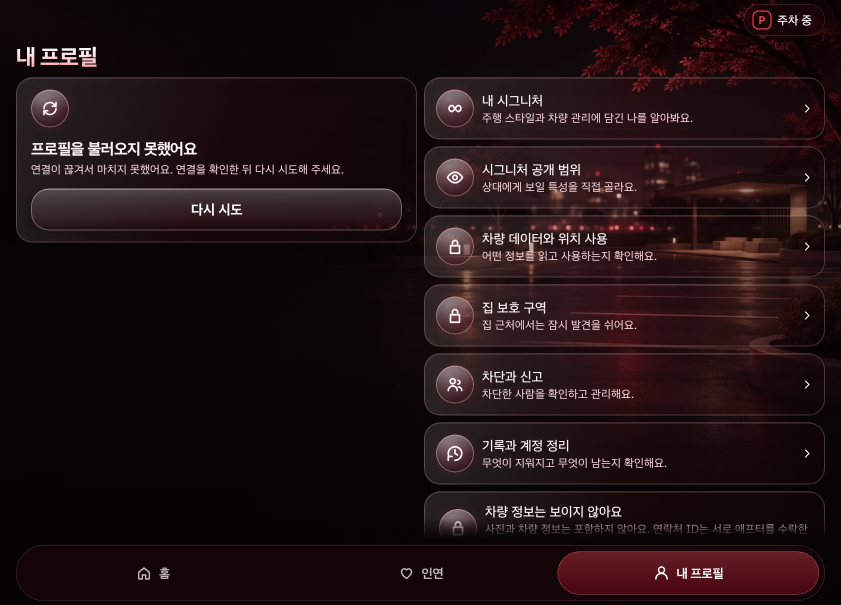 P 주차 중
내 프로필
프로필을 불러오지 못했어요
연결이 끊겨서 마치지 못했어요. 연결을 확인한 뒤 다시 시도해 주세요.
다시 시도
내 시그니처
주행 스타일과 차량 관리에 담긴 나를 알아봐요.
시그니처 공개 범위
상대에게 보일 특성을 직접 골라요.
차량 데이터와 위치 사용
어떤 정보를 읽고 사용하는지 확인해요.
집 보호 구역
집 근처에서는 잠시 발견을 쉬어요.
차단과 신고
차단한 사람을 확인하고 관리해요.
기록과 계정 정리
무엇이 지워지고 무엇이 남는지 확인해요.
차량 정보는 보이지 않아요
사진과 차량 정보는 포함하지 않아요. 연락처 ID는 서로 애프터를 수락한
홈
인연
내 프로필